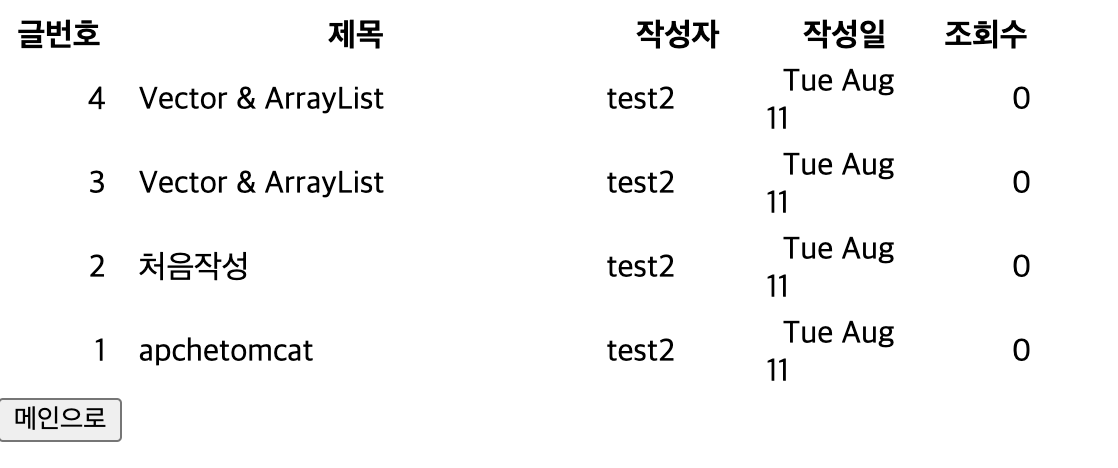 글번호 제목 작성자 작성일 조회수
4 Vector & ArrayList test2 Tue Aug 11 0
3 Vector & ArrayList test2 Tue Aug 11 0
2 처음작성 test2 Tue Aug 11 0
1 apchetomcat test2 Tue Aug 11 0
메인으로